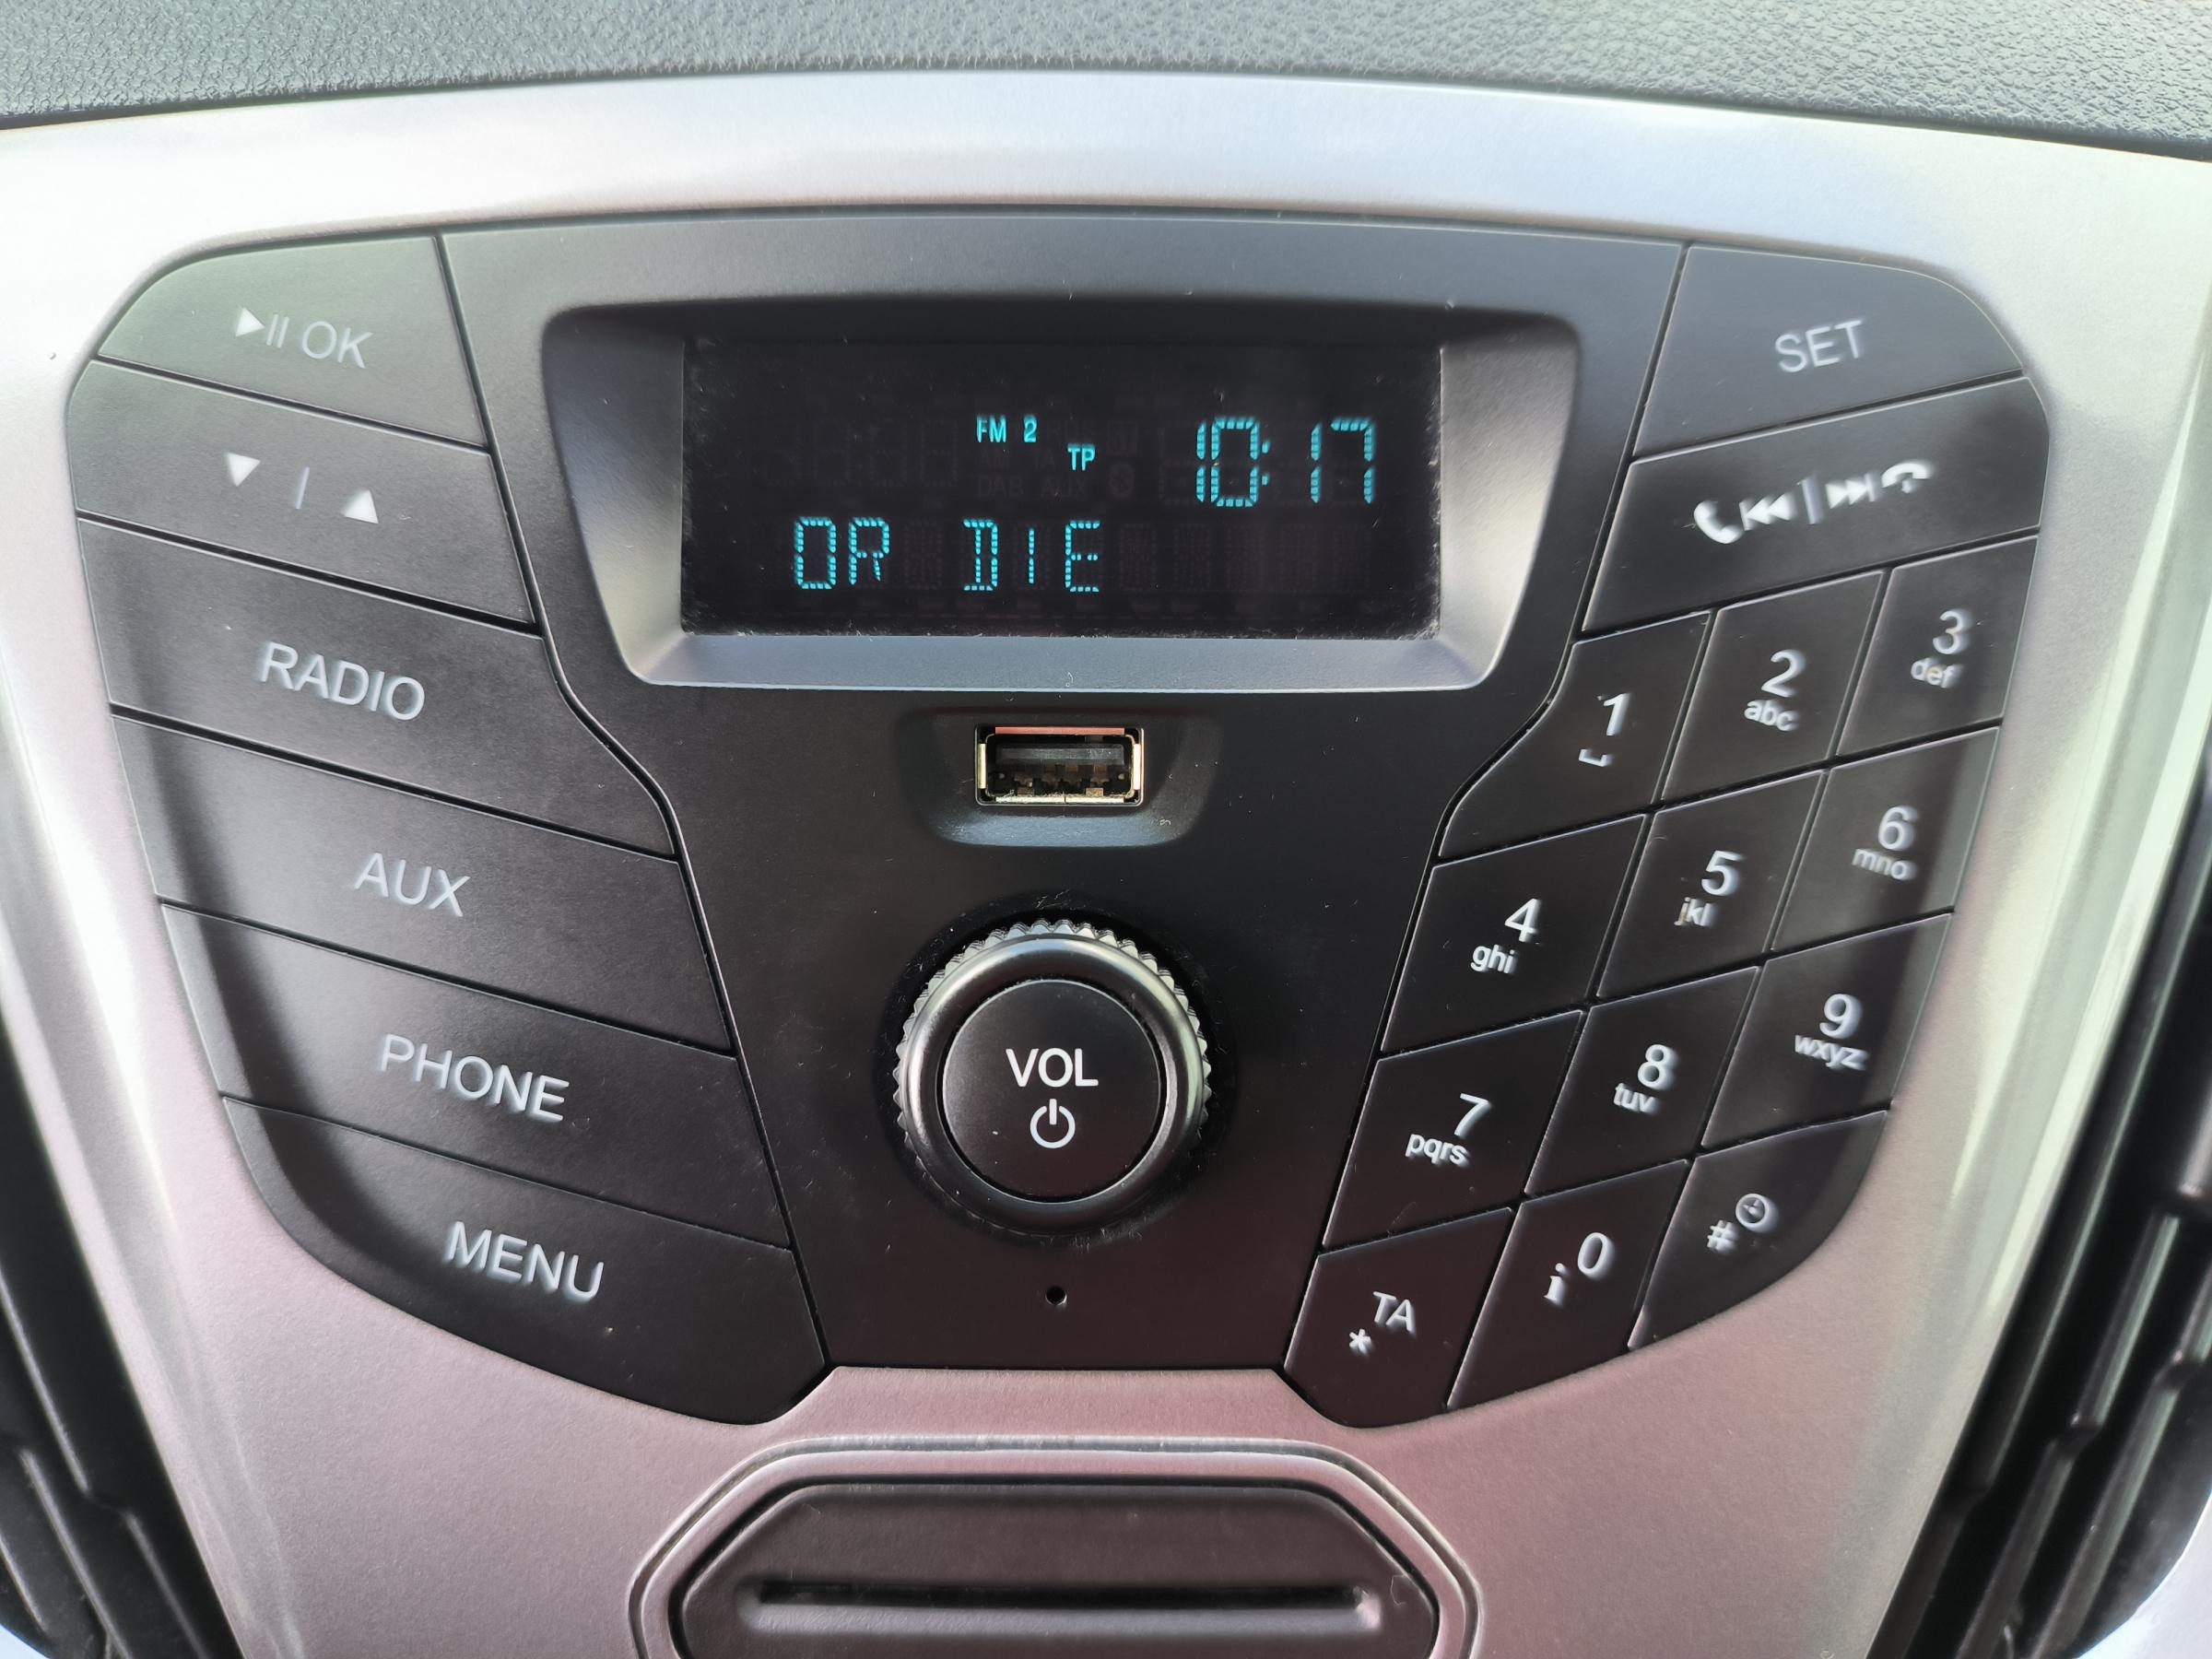 OK
SET
FM 2
TP
10:17
OR DIE
RADIO
AUX
PHONE
MENU
VOL
1
2
abc
3
def
4
ghi
5
jkl
6
mno
7
pqrs
8
tuv
9
wxyz
* TA
i 0
#